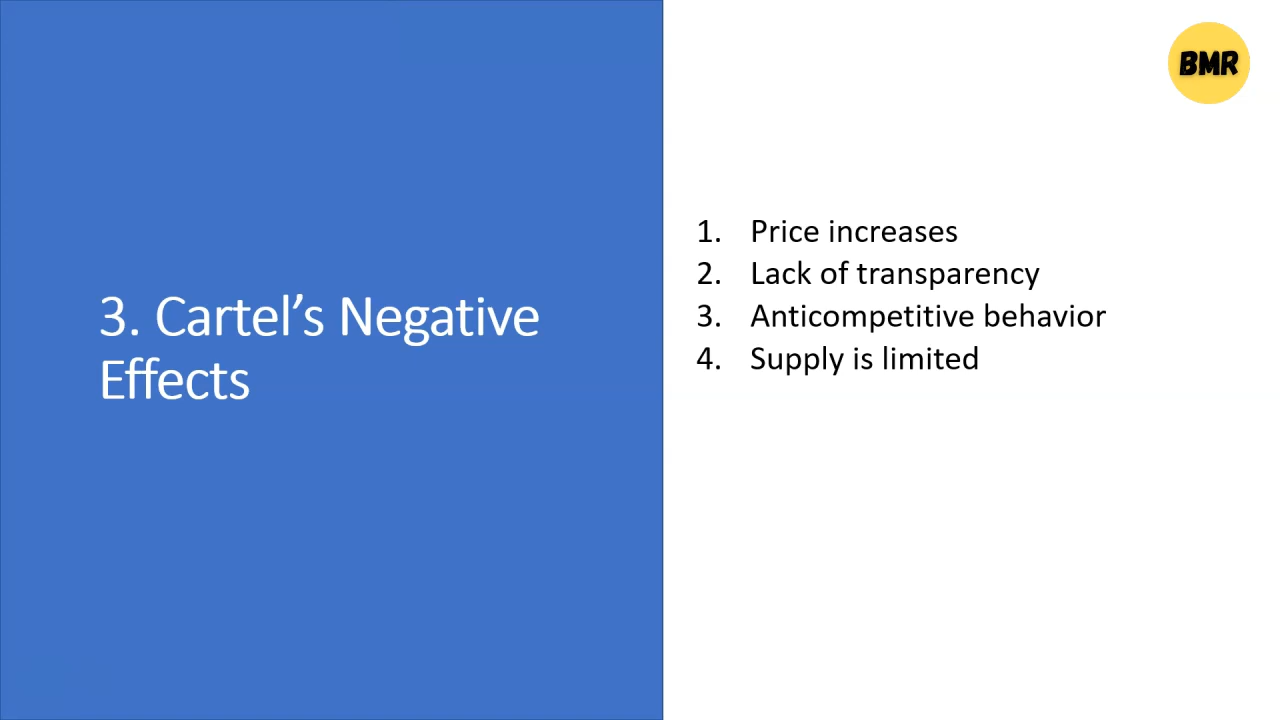 BMR
3. Cartel’s Negative
Effects
1. Price increases
2. Lack of transparency
3. Anticompetitive behavior
4. Supply is limited